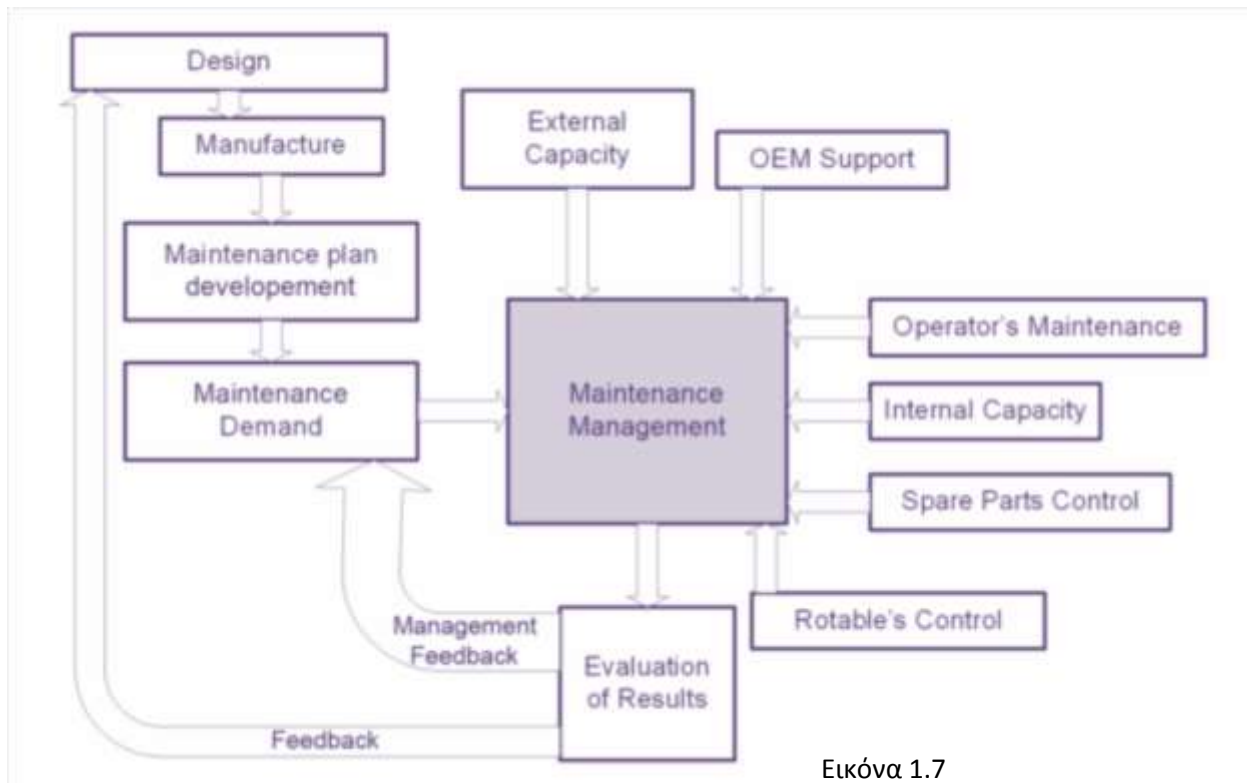 Design
Manufacture
Maintenance plan
developement
Maintenance
Demand
External
Capacity
OEM Support
Maintenance
Management
Operator's Maintenance
Internal Capacity
Spare Parts Control
Rotable's Control
Management
Feedback
Evaluation
of Results
Feedback
Εικόνα 1.7